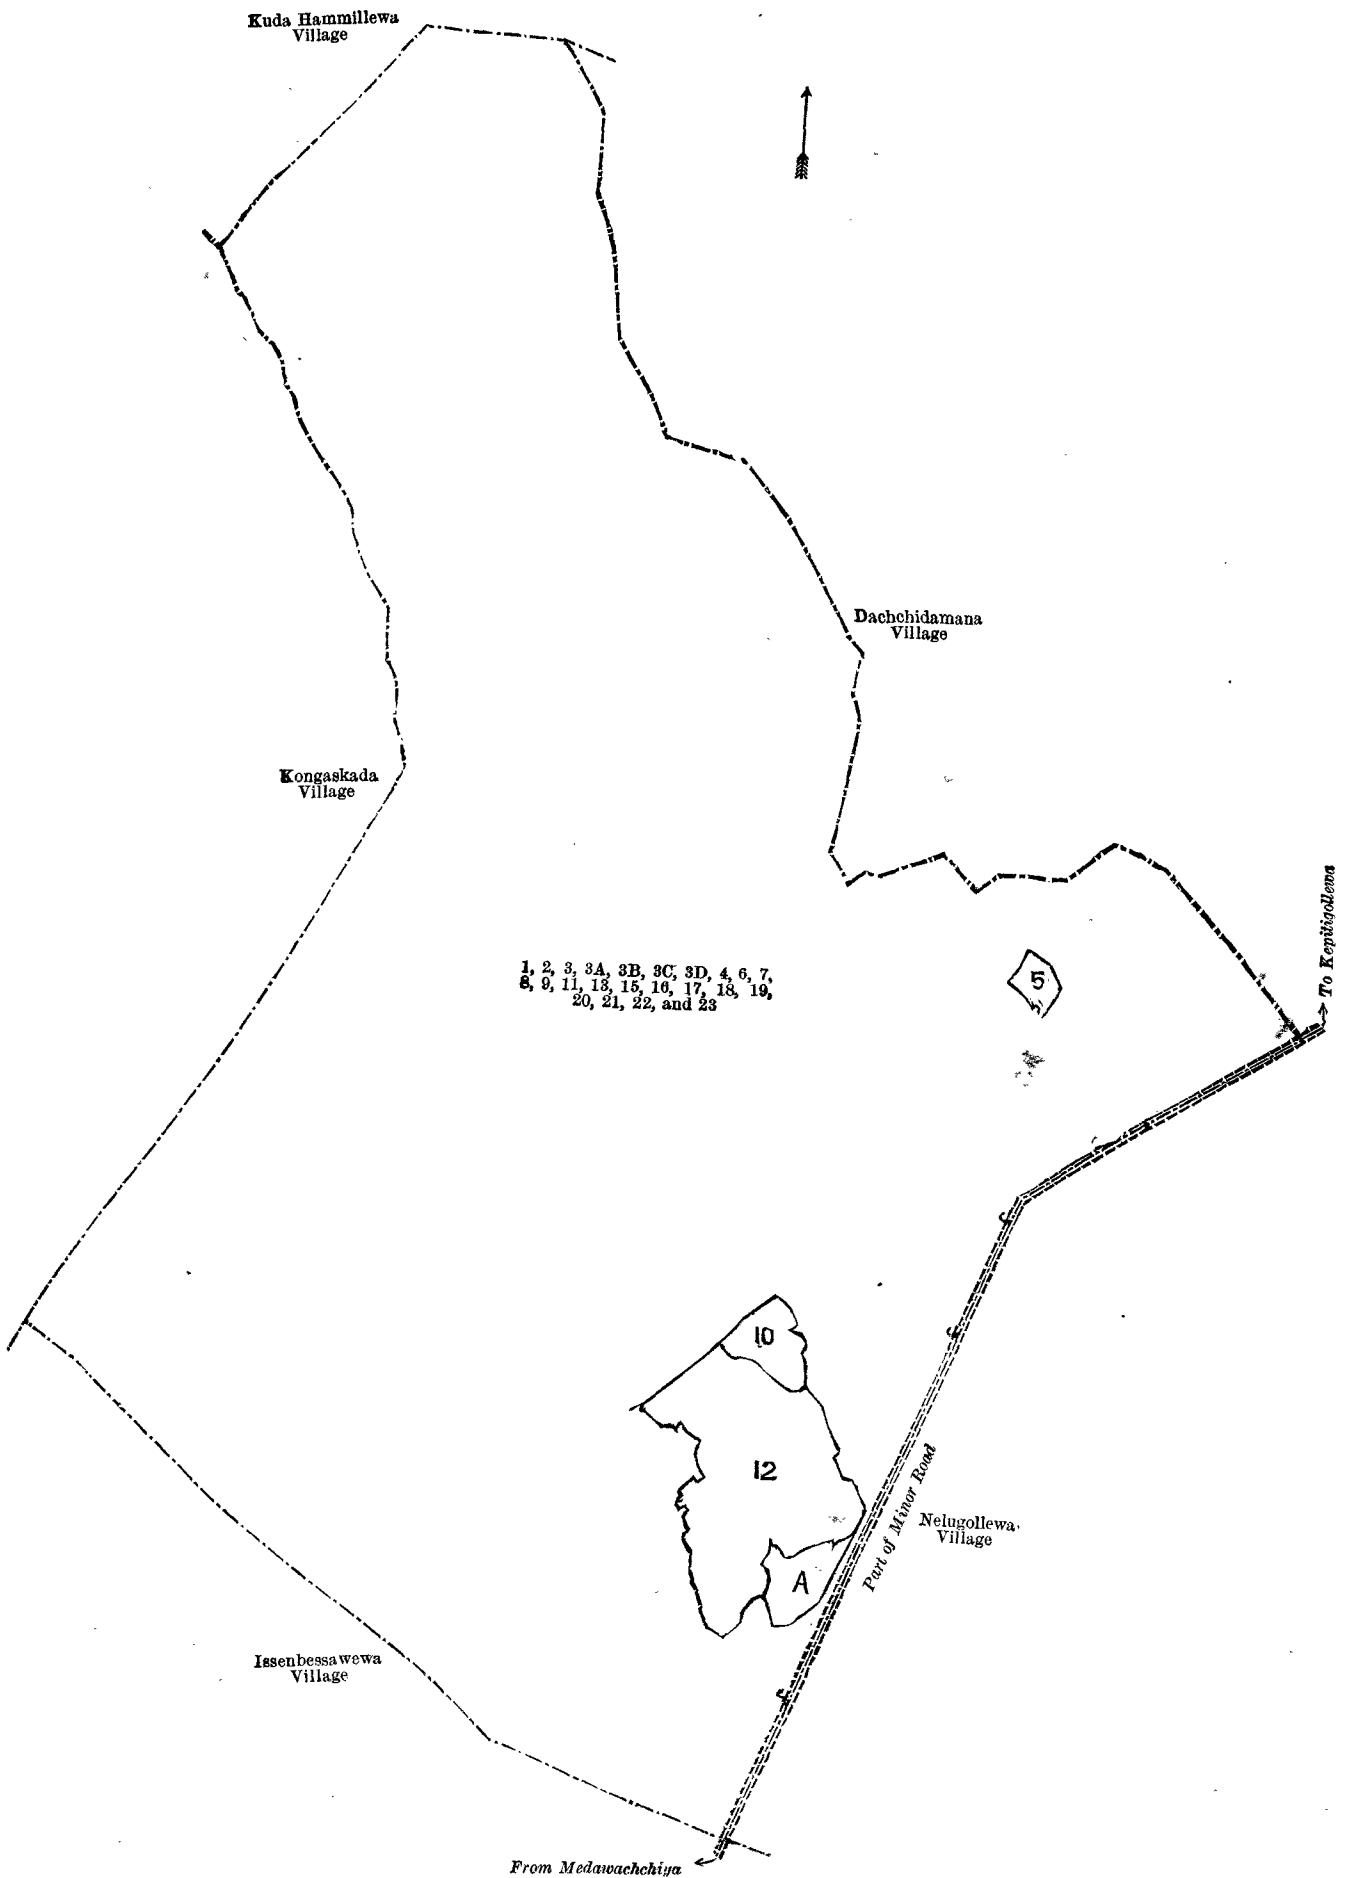 Kuda Hammillewa
Village
Dachchidamana
Village
Kongaskada
Village
To Kepitigollewa
1, 2, 3, 3A, 3B, 3C, 3D, 4, 6, 7,
8, 9, 11, 13, 15, 16, 17, 18, 19,
20, 21, 22, and 23
5
10
12
A
Part of Minor Road
Nelugollewa
Village
Issenbessawewa
Village
From Medawachchiya